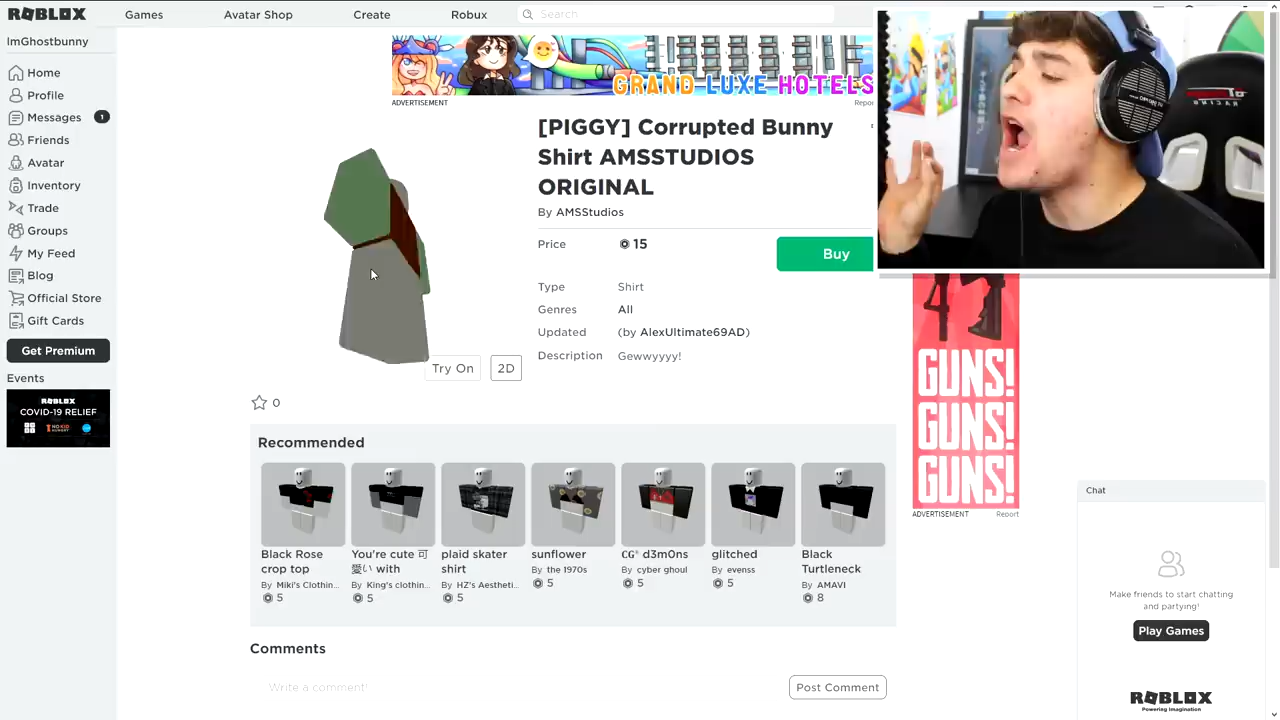 ROBLOX
Games
Avatar Shop
Create
Robux
Search
ImGhostbunny
Home
Profile
Messages
1
Friends
Avatar
Inventory
Trade
Groups
My Feed
Blog
Official Store
Gift Cards
Get Premium
Events
ROBLOX
COVID-19 RELIEF
GRAND LUXE HOTELS
ADVERTISEMENT
[PIGGY] Corrupted Bunny
Shirt AMSSTUDIOS
ORIGINAL
By AMSStudios
Price
15
Buy
Type
Shirt
Genres
All
Updated
(by AlexUltimate69AD)
Description
Gewwyyyy!
Try On
2D
0
Recommended
Black Rose
crop top
By Miki's Clothin...
5
You're cute 可
愛い with
By King's clothin...
5
plaid skater
shirt
By HZ's Aestheti...
5
sunflower
By the 1970s
5
CG® d3m0ns
By cyber ghoul
5
glitched
By evenss
5
Black
Turtleneck
By AMAVI
8
Comments
Write a comment!
Post Comment
RACING
GUNS!
GUNS!
GUNS!
ADVERTISEMENT
Report
Chat
Make friends to start chatting
and partying!
Play Games
ROBLOX
Powering Imagination